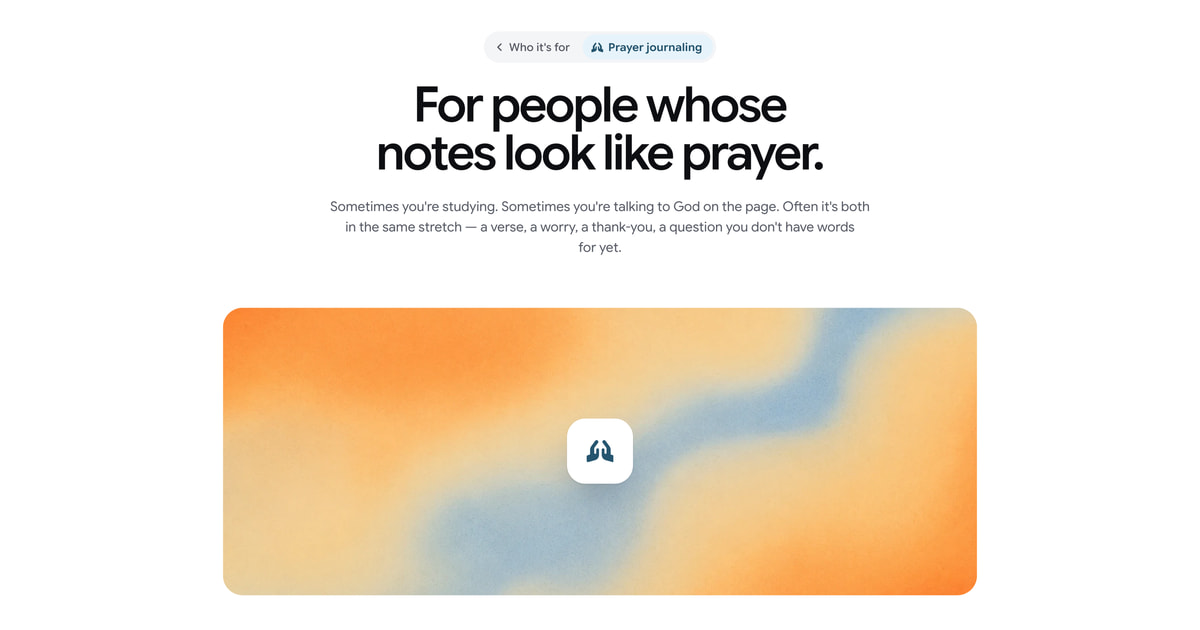 Who it's for
Prayer journaling
For people whose
notes look like prayer.
Sometimes you're studying. Sometimes you're talking to God on the page. Often it's both
in the same stretch — a verse, a worry, a thank-you, a question you don't have words
for yet.